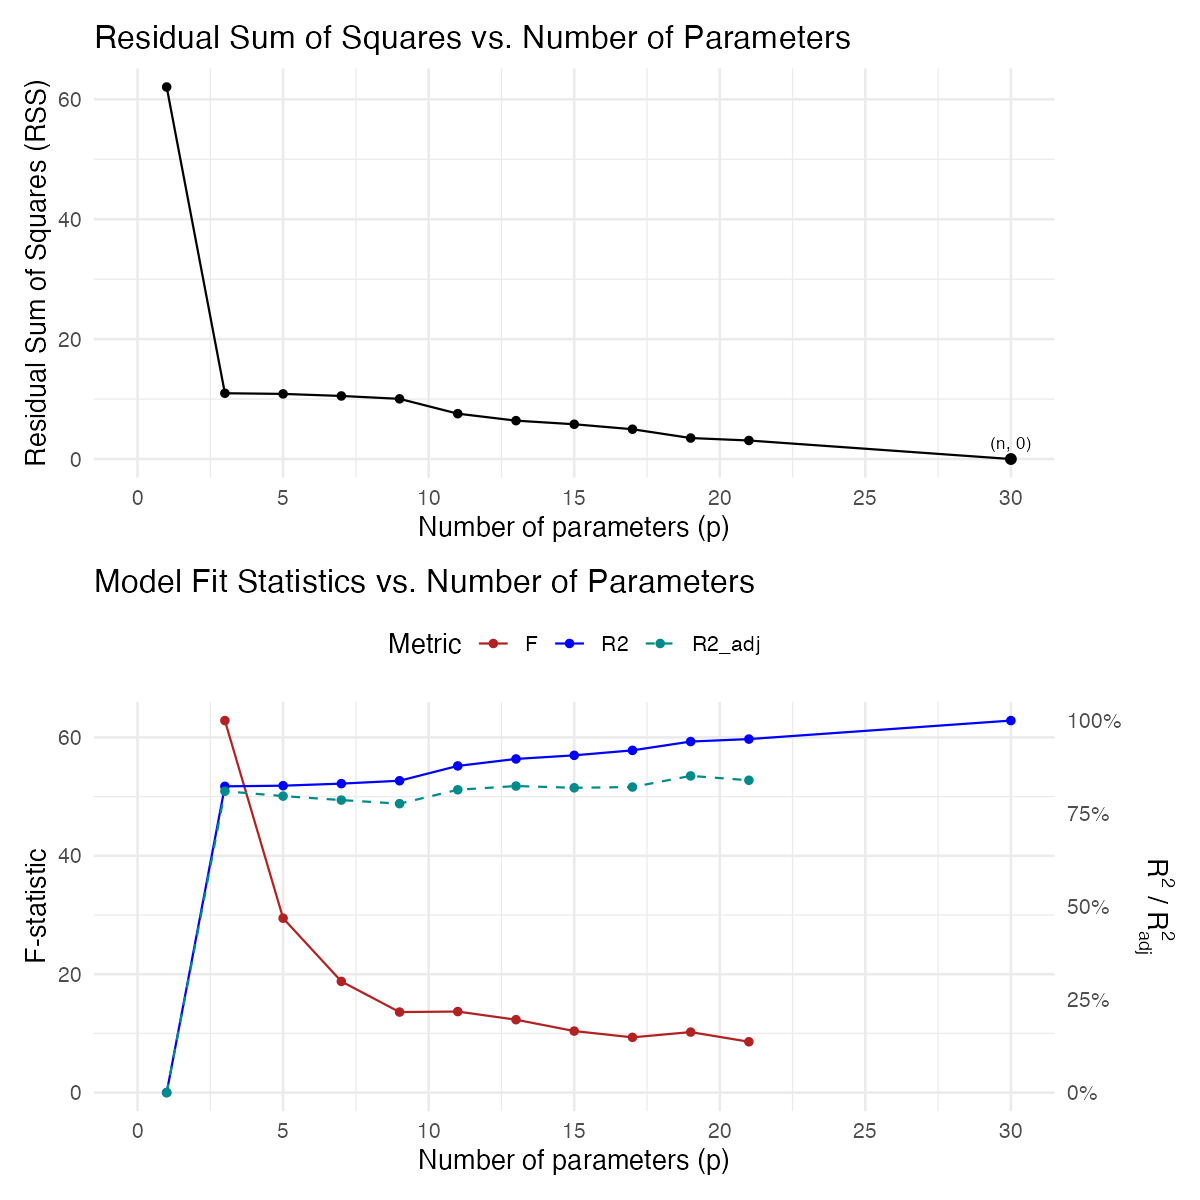 Residual Sum of Squares vs. Number of Parameters
Residual Sum of Squares (RSS)
60
40
20
0
(n, 0)
0 5 10 15 20 25 30
Number of parameters (p)
Model Fit Statistics vs. Number of Parameters
Metric F R2 R2_adj
F-statistic
60
40
20
0
100%
75%
50%
25%
0%
R² / R²adj
0 5 10 15 20 25 30
Number of parameters (p)